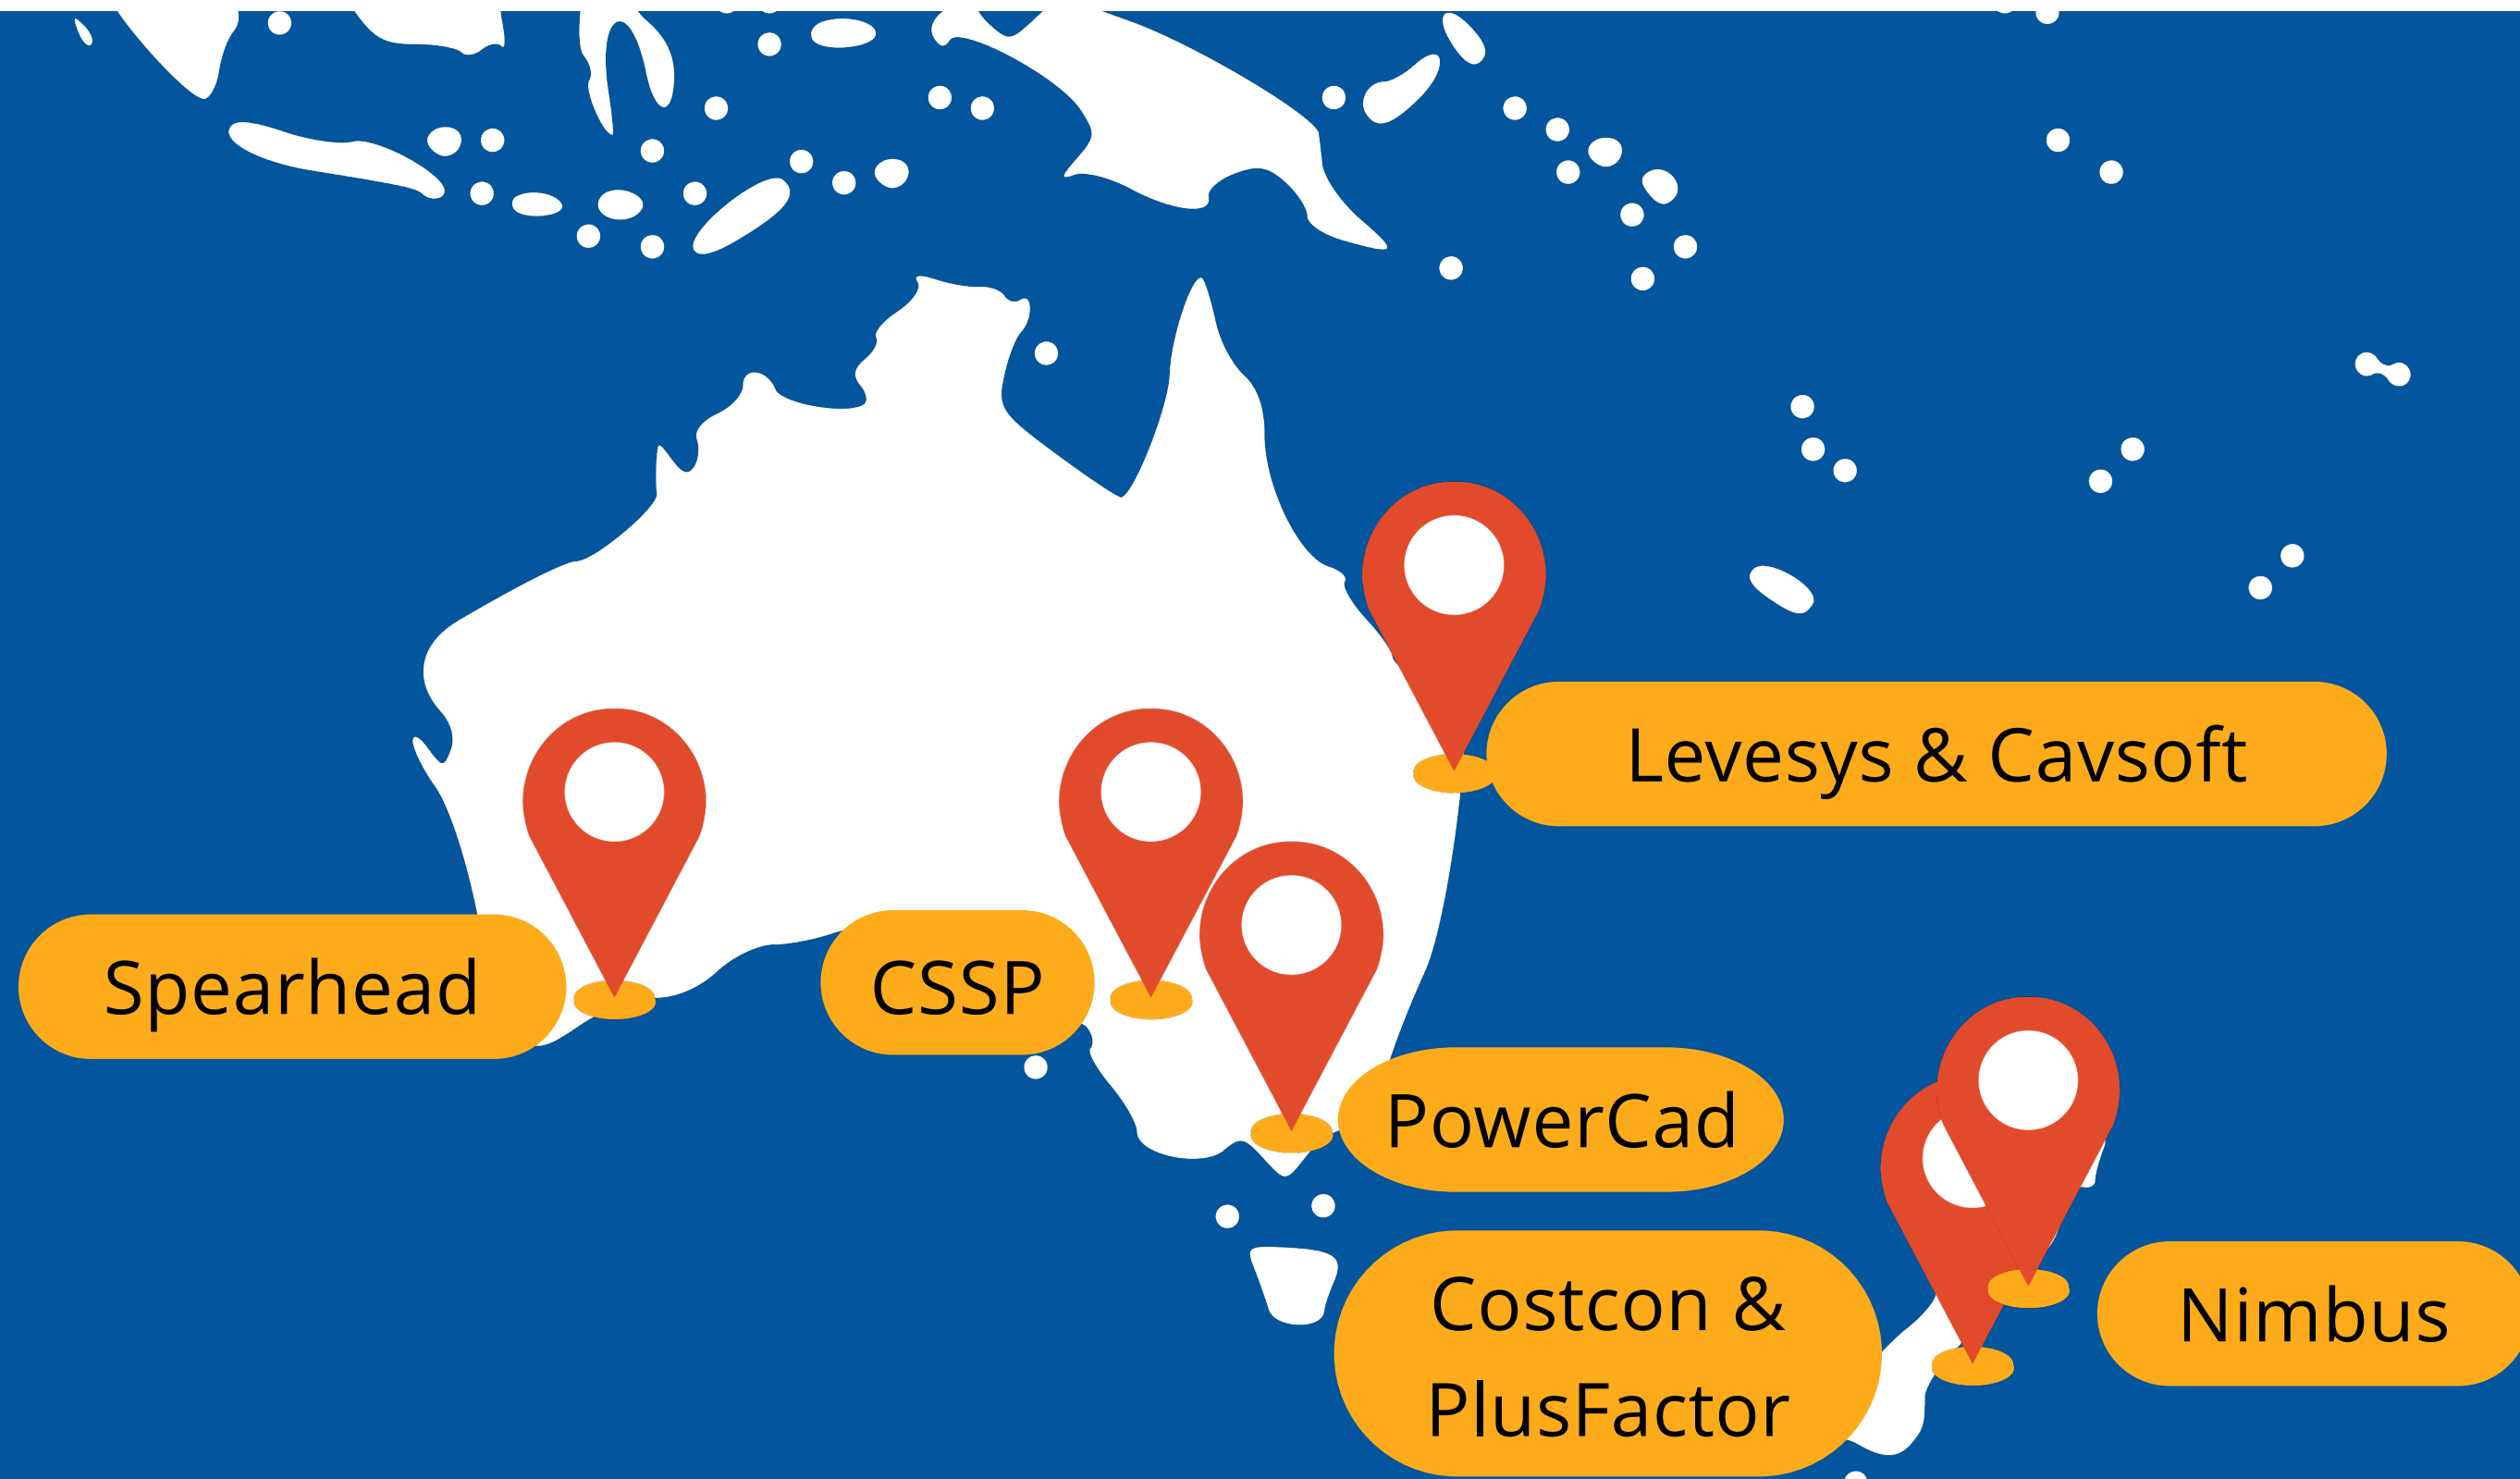 Levesys & Cavsoft
Spearhead
CSSP
PowerCad
Costcon &
PlusFactor
Nimbus